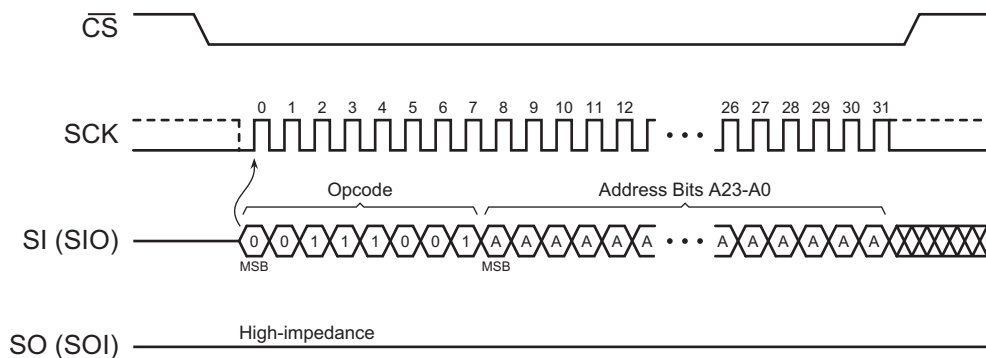 CS
0 1 2 3 4 5 6 7 8 9 10 11 12 26 27 28 29 30 31
SCK
Opcode Address Bits A23-A0
SI (SIO) 0 0 1 1 1 0 0 1 A A A A A A A A A A A A
MSB MSB
High-impedance
SO (SOI)